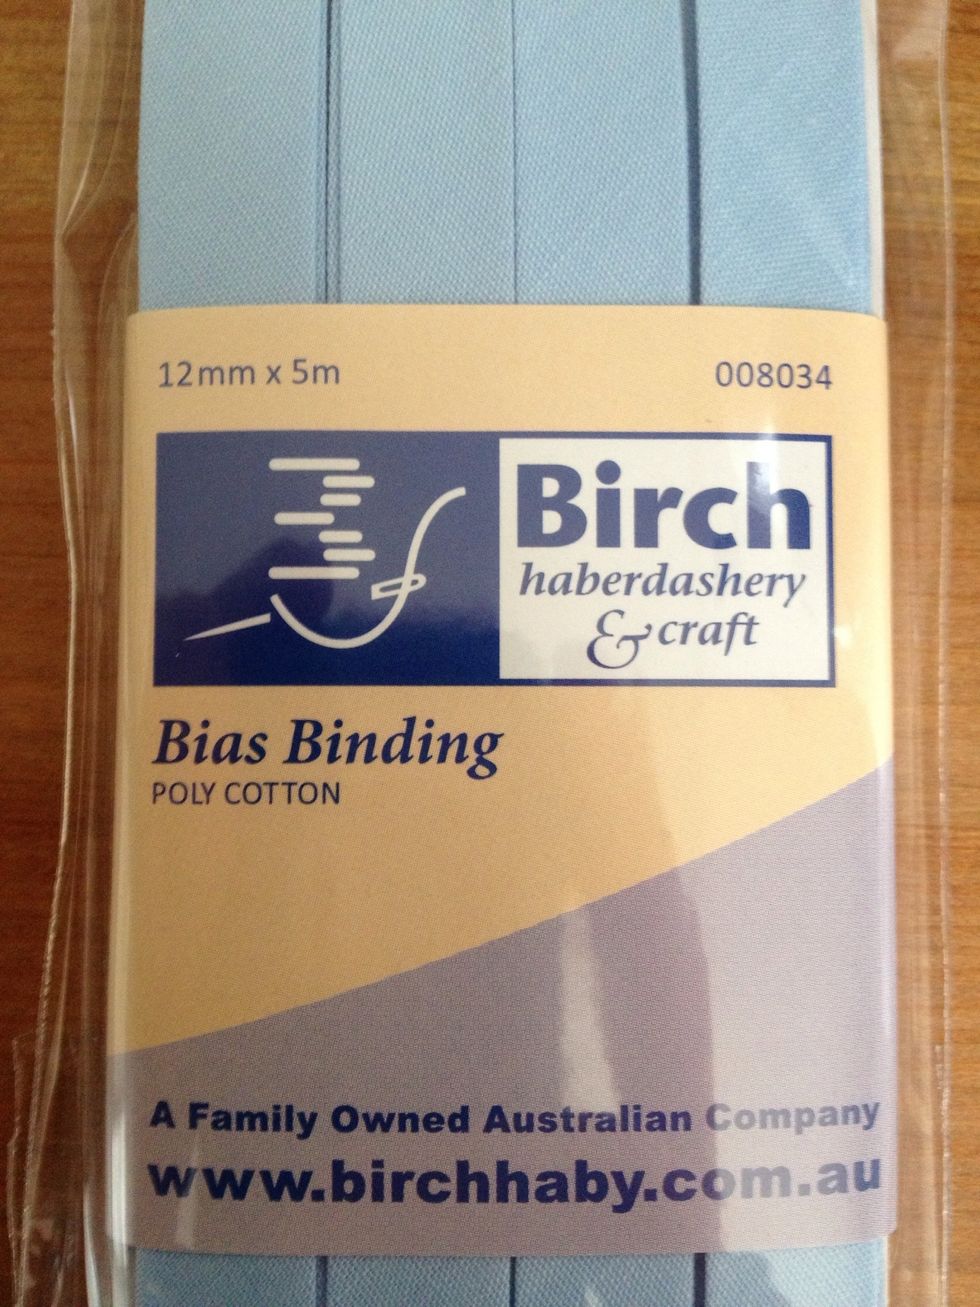 12mm x 5m 008034
Birch
haberdashery
& craft
Bias Binding
POLY COTTON
A Family Owned Australian Company
www.birchhaby.com.au